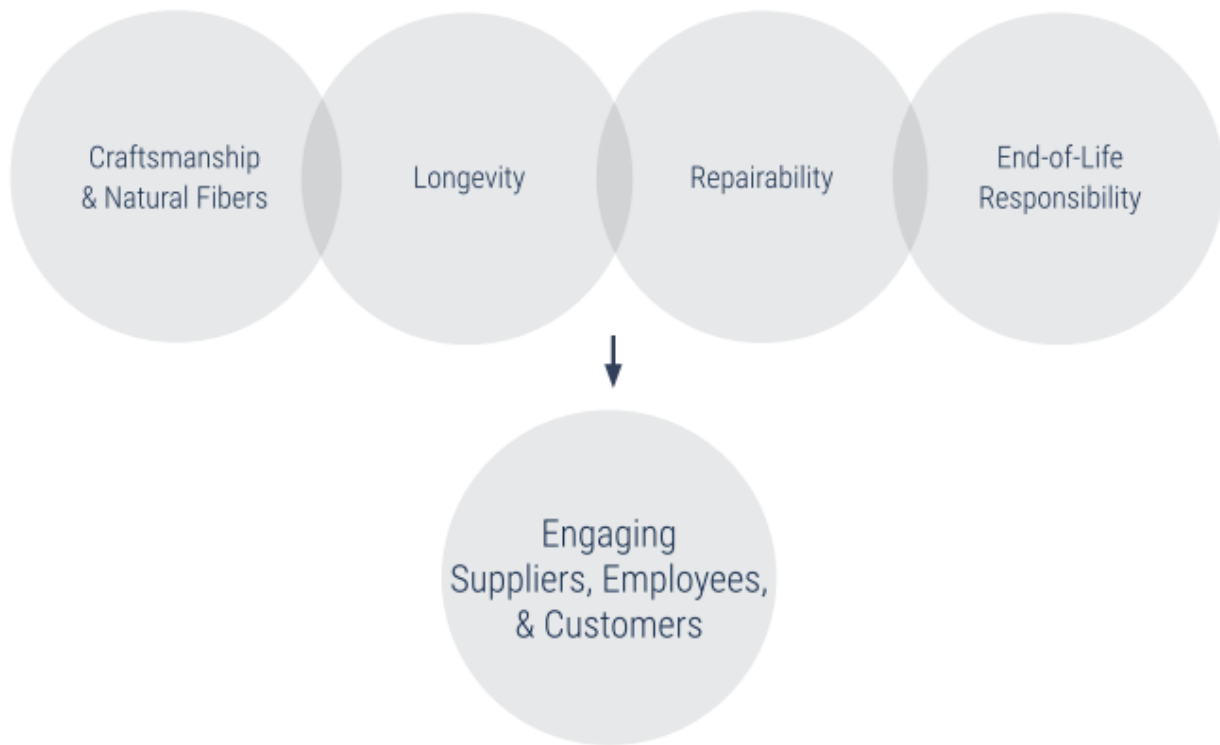 Craftsmanship
& Natural Fibers
Longevity
Repairability
End-of-Life
Responsibility
Engaging
Suppliers, Employees,
& Customers